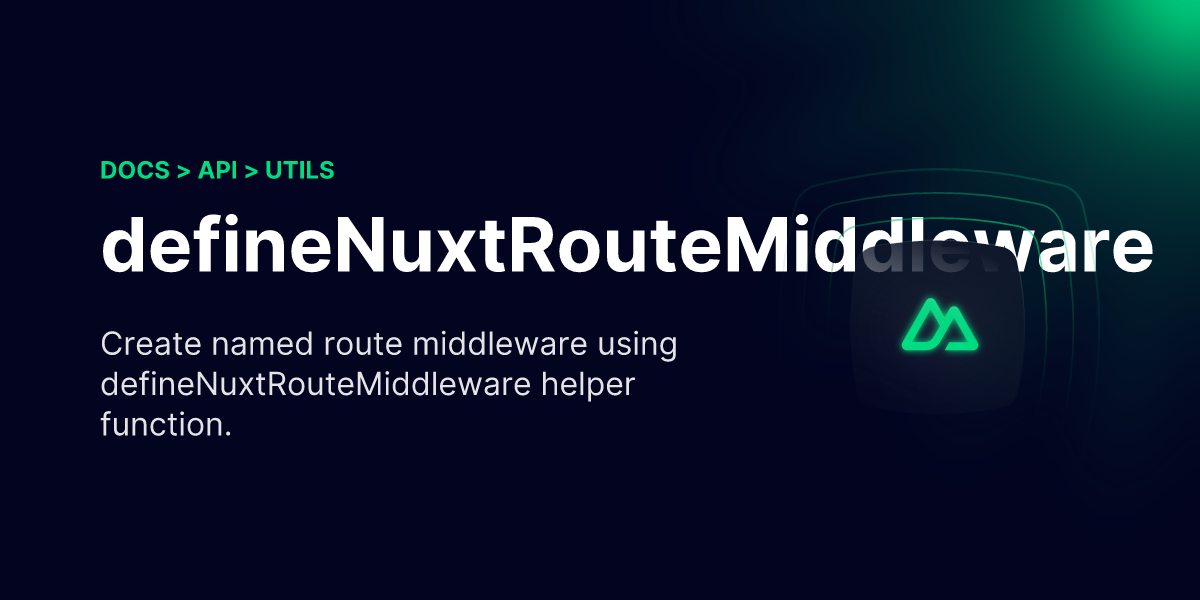 DOCS > API > UTILS
defineNuxtRouteMiddleware
Create named route middleware using
defineNuxtRouteMiddleware helper
function.